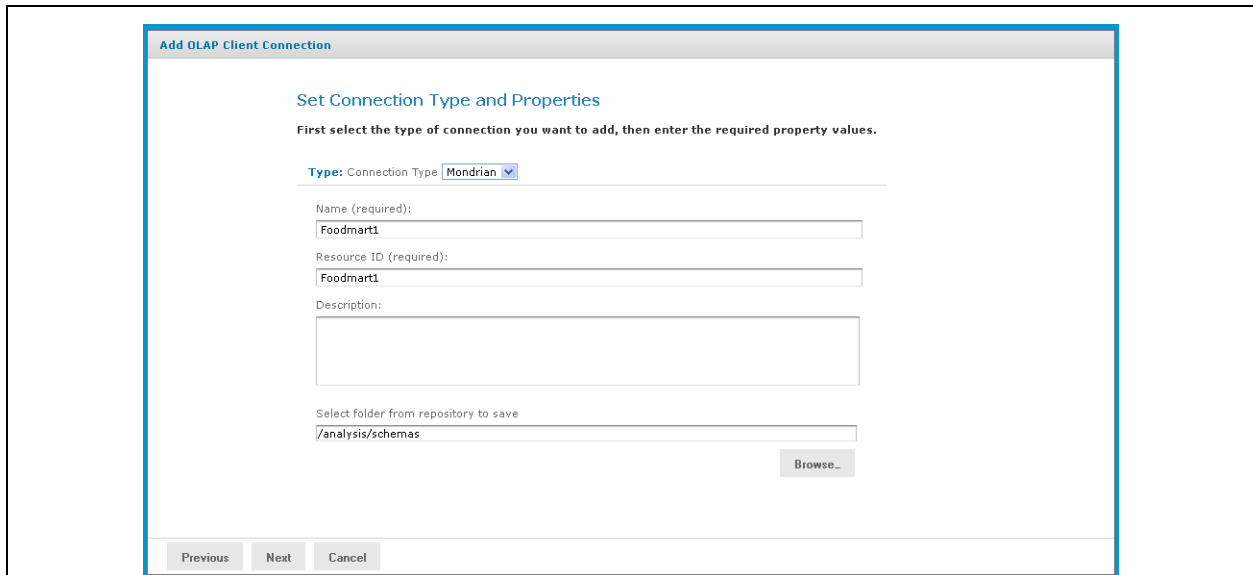 Add OLAP Client Connection
Set Connection Type and Properties
First select the type of connection you want to add, then enter the required property values.
Type: Connection Type Mondrian
Name (required):
Foodmart1
Resource ID (required):
Foodmart1
Description:
Select folder from repository to save
/analysis/schemas
Browse...
Previous Next Cancel